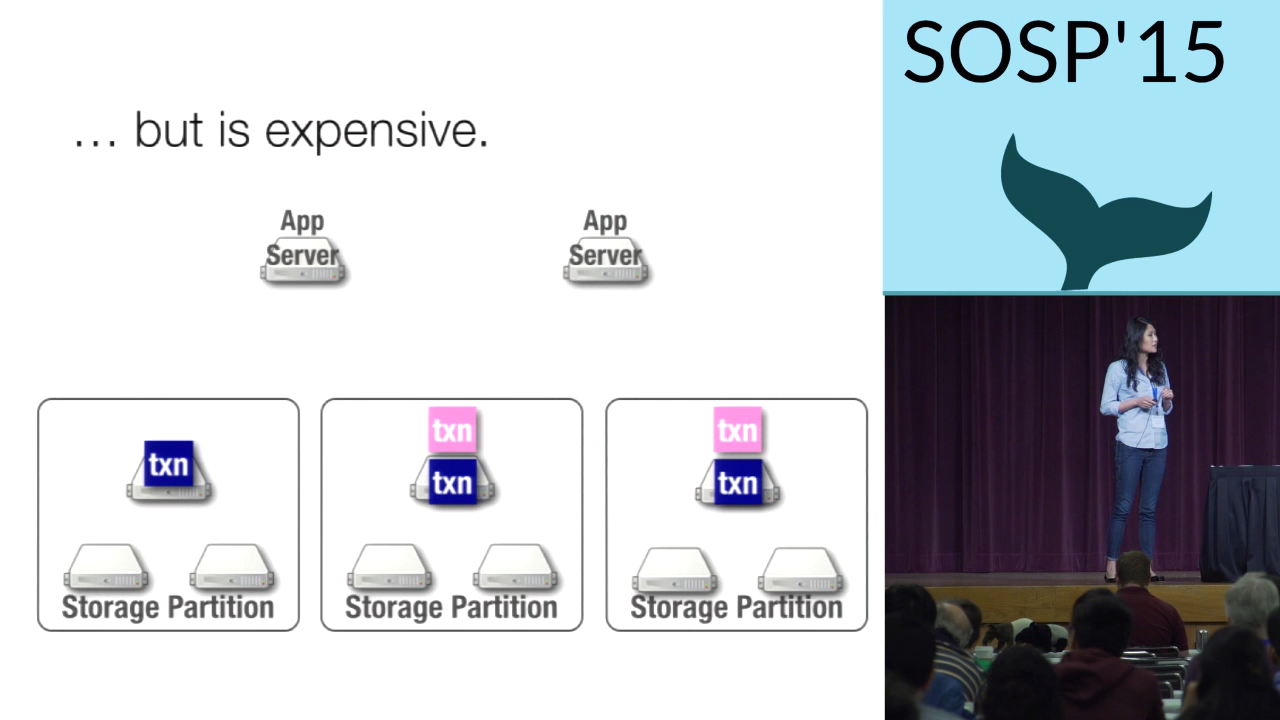 SOSP'15
… but is expensive.
App
Server
App
Server
txn
txn
txn
txn
txn
Storage Partition
Storage Partition
Storage Partition